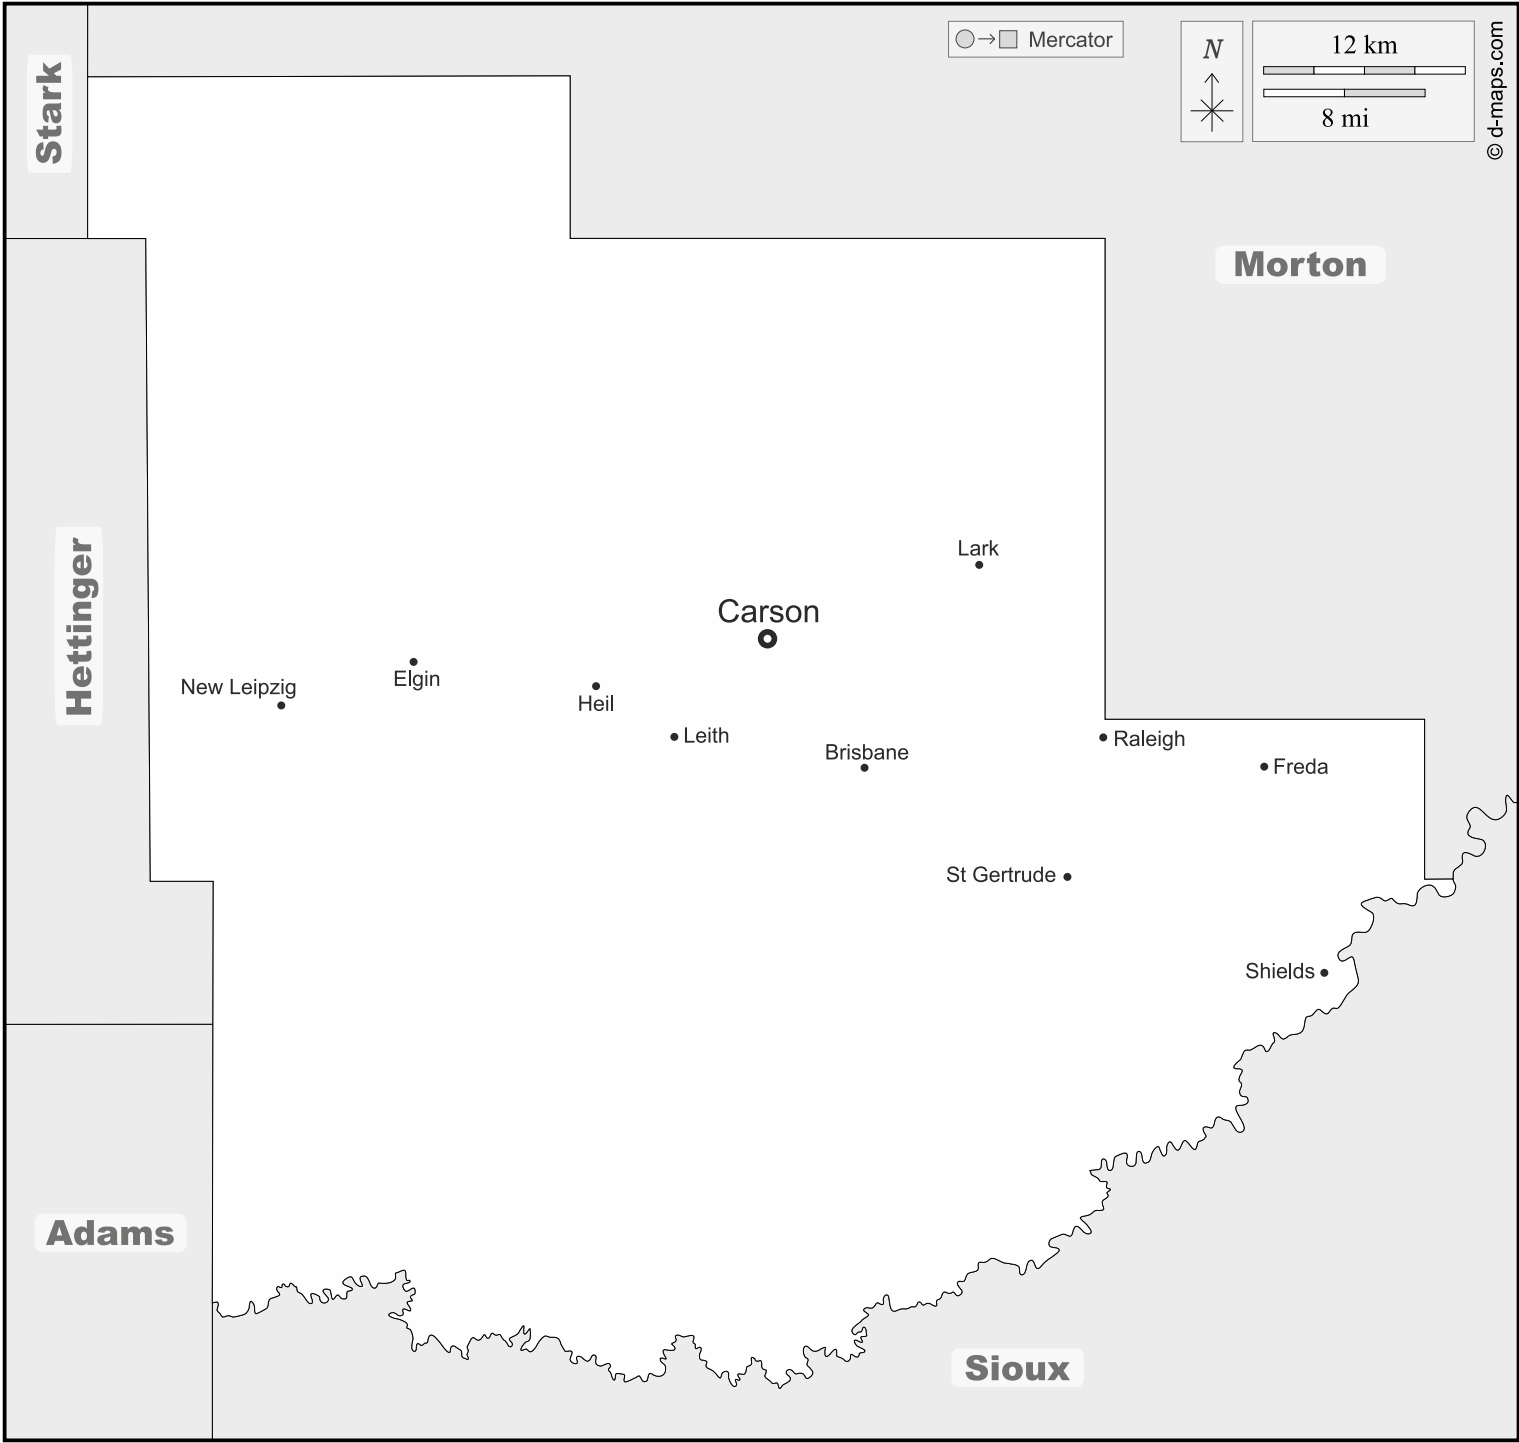 Mercator
N
12 km
8 mi
© d-maps.com
Stark
Morton
Hettinger
Lark
Carson
Elgin
New Leipzig
Heil
Leith
Brisbane
Raleigh
Freda
St Gertrude
Shields
Adams
Sioux